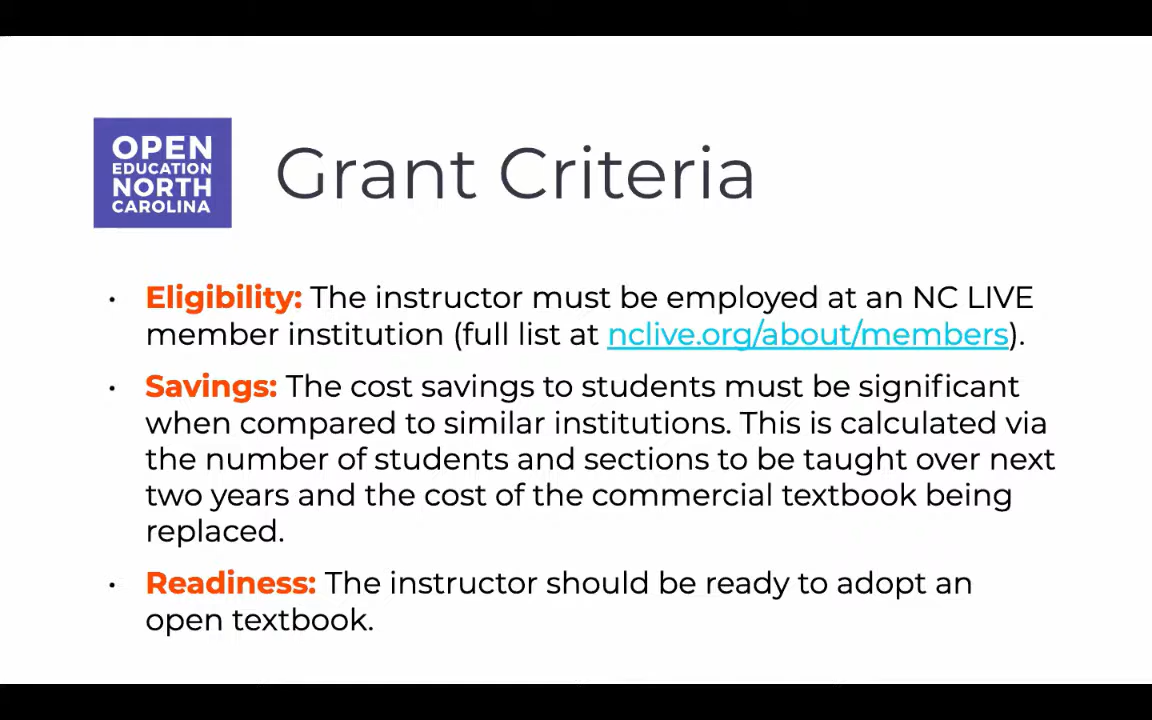 OPEN
EDUCATION
NORTH
CAROLINA
Grant Criteria
• Eligibility: The instructor must be employed at an NC LIVE
member institution (full list at nclive.org/about/members).
• Savings: The cost savings to students must be significant
when compared to similar institutions. This is calculated via
the number of students and sections to be taught over next
two years and the cost of the commercial textbook being
replaced.
• Readiness: The instructor should be ready to adopt an
open textbook.